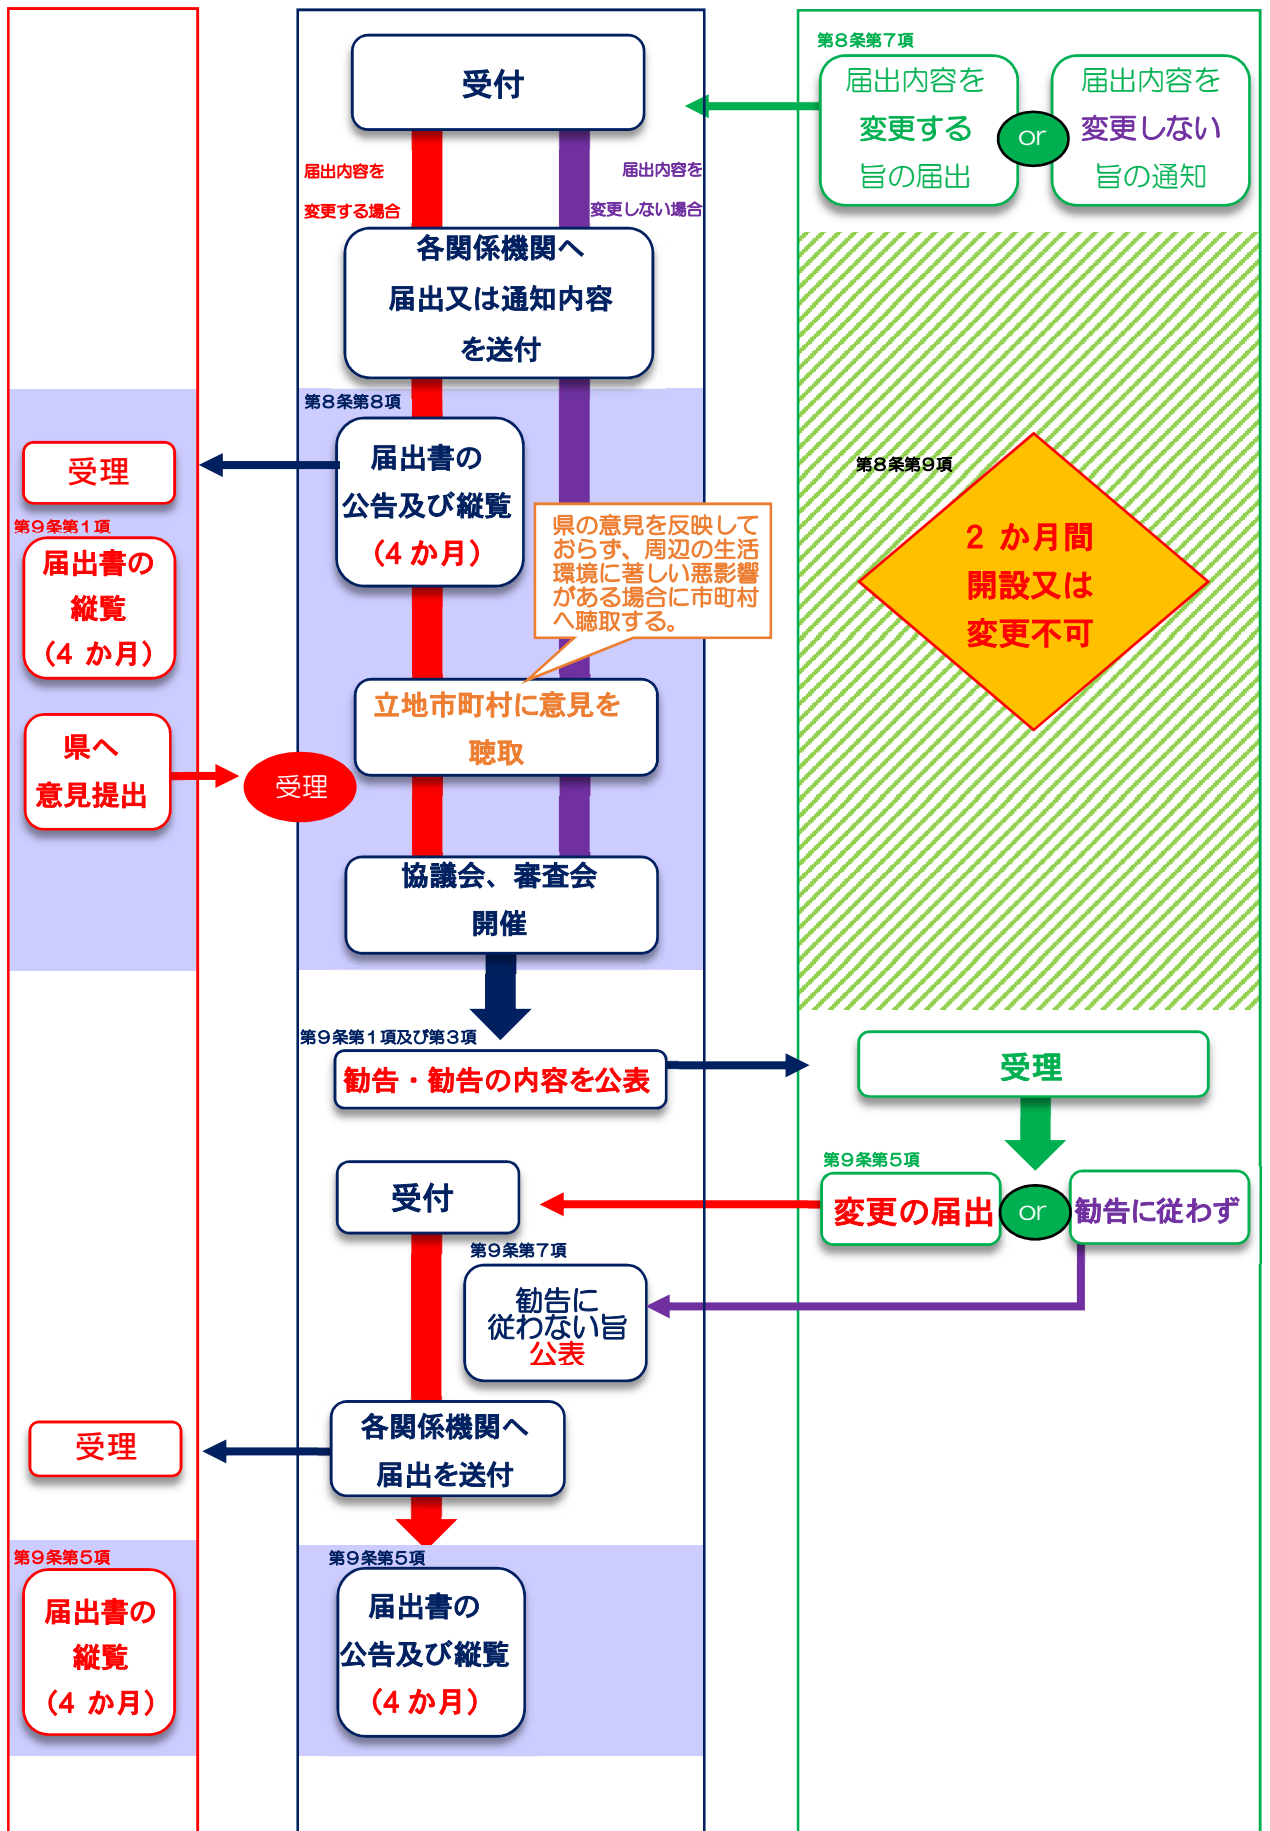 第8条第7項
受付
届出内容を
変更する
旨の届出
or
届出内容を
変更しない
旨の通知
届出内容を
変更する場合
届出内容を
変更しない場合
各関係機関へ
届出又は通知内容
を送付
第8条第8項
届出書の
公告及び縦覧
(4か月)
受理
第9条第1項
届出書の
縦覧
(4 か月)
県の意見を反映して
おらず、周辺の生活
環境に著しい悪影響
がある場合に市町村
へ聴取する。
第8条第9項
2 か月間
開設又は
変更不可
立地市町村に意見を
聴取
県へ
意見提出
受理
協議会、審査会
開催
第9条第1項及び第3項
勧告・勧告の内容を公表
受理
第9条第5項
変更の届出
or
勧告に従わず
受付
第9条第7項
勧告に
従わない旨
公表
各関係機関へ
届出を送付
受理
第9条第5項
届出書の
縦覧
(4 か月)
第9条第5項
届出書の
公告及び縦覧
(4か月)